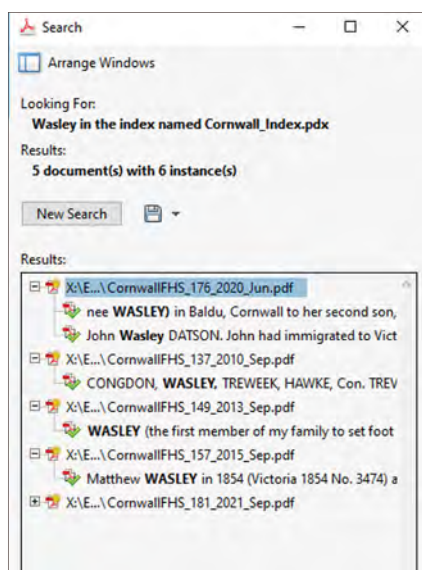 Search
Arrange Windows
Looking For:
Wasley in the index named Cornwall_Index.pdx
Results:
5 document(s) with 6 instance(s)
New Search
Results:
X:\E...\CornwallFHS_176_2020_Jun.pdf
nee WASLEY) in Baldu, Cornwall to her second son,
John Wasley DATSON. John had immigrated to Vict
X:\E...\CornwallFHS_137_2010_Sep.pdf
CONGDON, WASLEY, TREWEEK, HAWKE, Con. TREV
X:\E...\CornwallFHS_149_2013_Sep.pdf
WASLEY (the first member of my family to set foot
X:\E...\CornwallFHS_157_2015_Sep.pdf
Matthew WASLEY in 1854 (Victoria 1854 No. 3474) a
X:\E...\CornwallFHS_181_2021_Sep.pdf